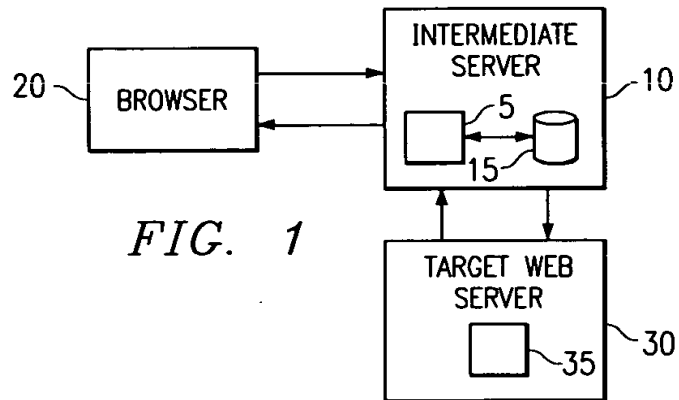 INTERMEDIATE
SERVER
20
BROWSER
10
5
15
FIG. 1
TARGET WEB
SERVER
35
30